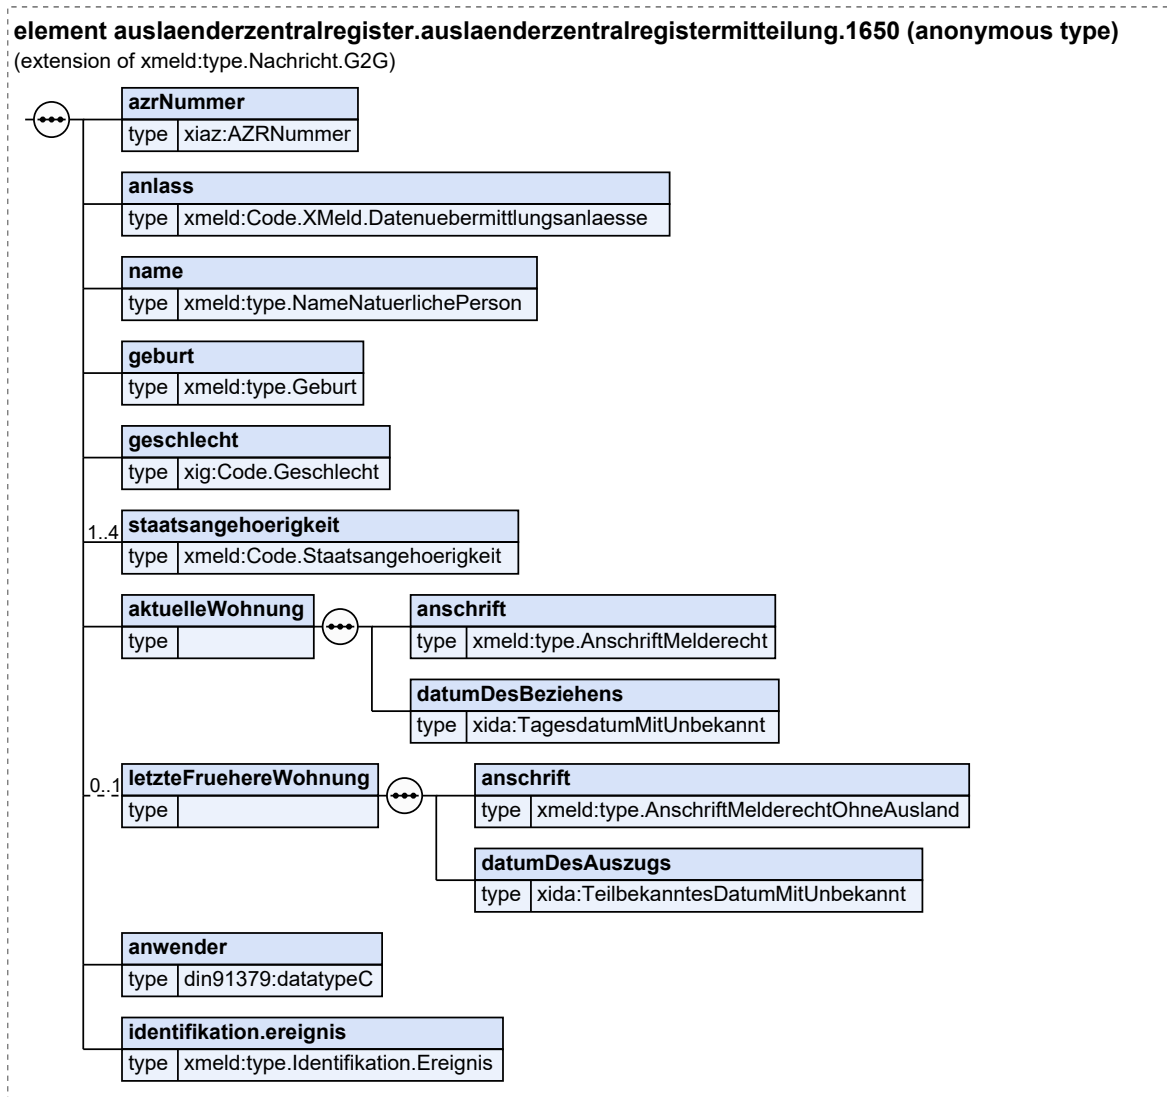 element auslaenderzentralregister.auslaenderzentralregistermitteilung.1650 (anonymous type)
(extension of xmeld:type.Nachricht.G2G)
azrNummer
type xiaz:AZRNummer
anlass
type xmeld:Code.XMeld.Datenuebermittlungsanlaesse
name
type xmeld:type.NameNatuerlichePerson
geburt
type xmeld:type.Geburt
geschlecht
type xig:Code.Geschlecht
1..4 staatsangehoerigkeit
type xmeld:Code.Staatsangehoerigkeit
aktuelleWohnung
type
anschrift
type xmeld:type.AnschriftMelderecht
datumDesBeziehens
type xida:TagesdatumMitUnbekannt
0..1 letzteFruehereWohnung
type
anschrift
type xmeld:type.AnschriftMelderechtOhneAusland
datumDesAuszugs
type xida:TeilbekanntesDatumMitUnbekannt
anwender
type din91379:datatypeC
identifikation.ereignis
type xmeld:type.Identifikation.Ereignis